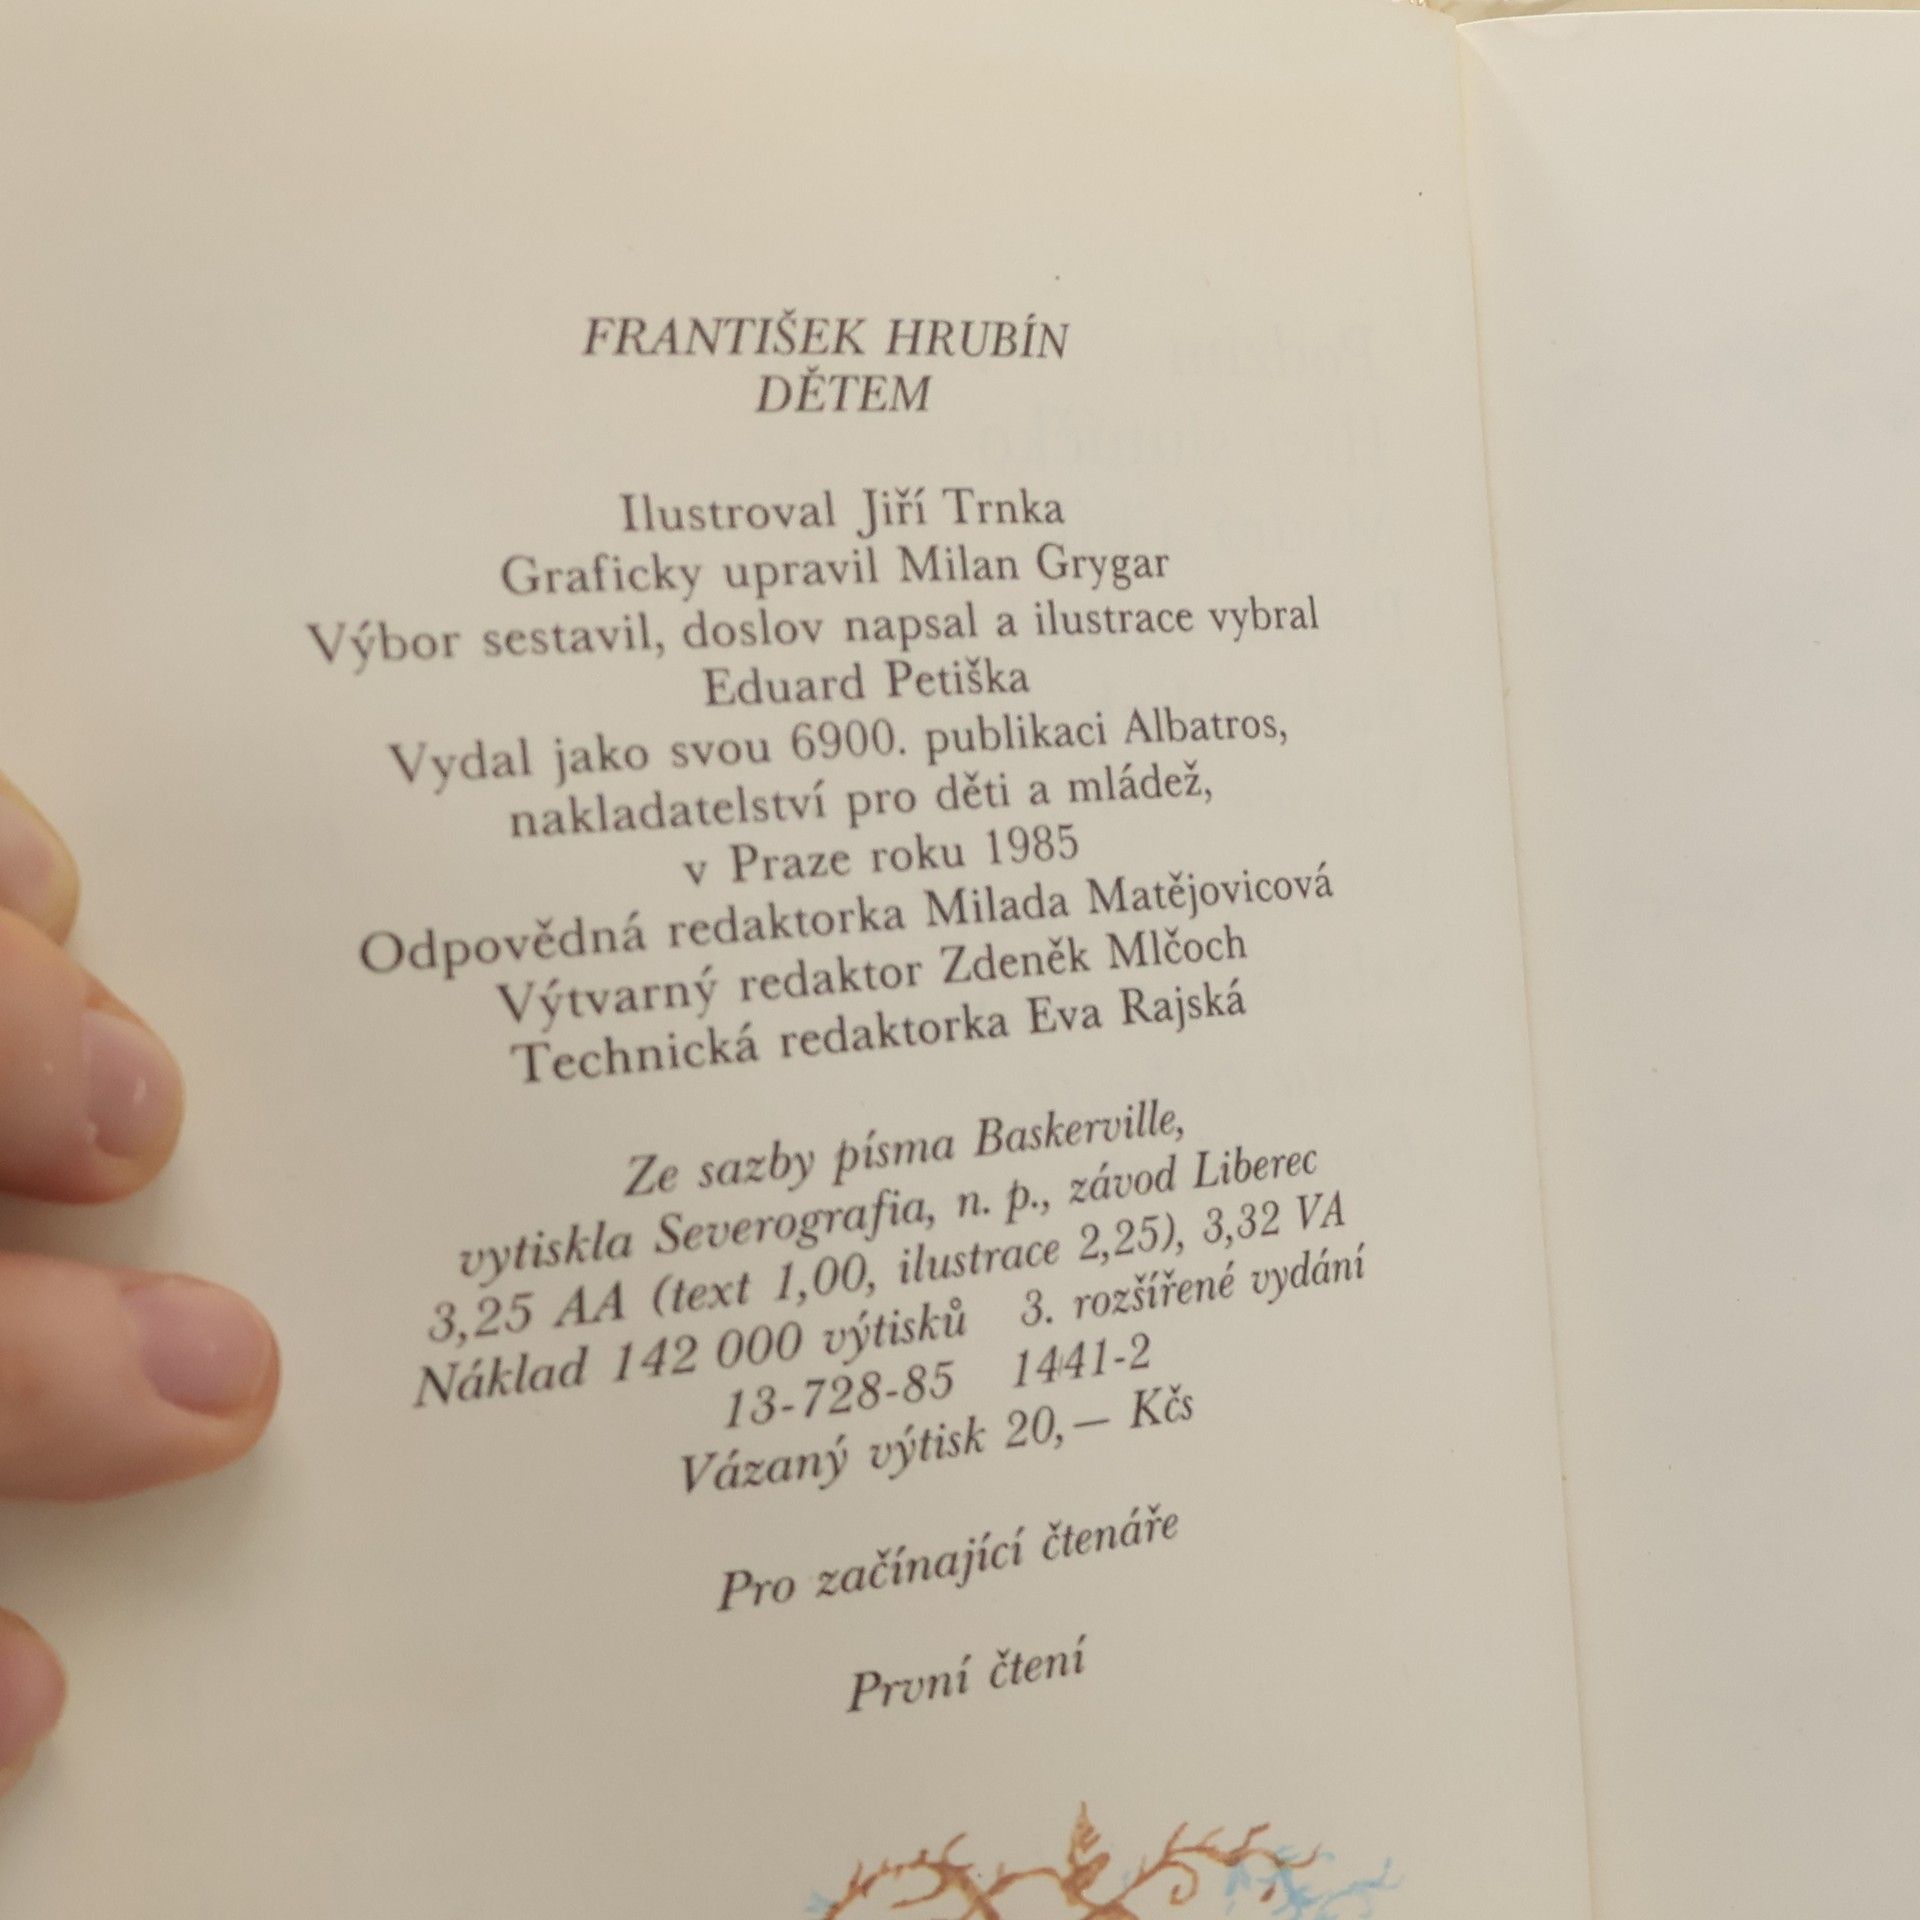 FRANTIŠEK HRUBÍN
DĚTEM
Ilustroval Jiří Trnka
Graficky upravil Milan Grygar
Výbor sestavil, doslov napsal a ilustrace vybral
Eduard Petiška
Vydal jako svou 6900. publikaci Albatros,
nakladatelství pro děti a mládež,
v Praze roku 1985
Odpovědná redaktorka Milada Matějovicová
Výtvarný redaktor Zdeněk Mlčoch
Technická redaktorka Eva Rajská
Ze sazby písma Baskerville,
vytiskla Severografia, n. p., závod Liberec
3,25 AA (text 1,00, ilustrace 2,25), 3,32 VA
Náklad 142 000 výtisků 3. rozšířené vydání
13-728-85 1441-2
Vázaný výtisk 20,— Kčs
Pro začínající čtenáře
První čtení